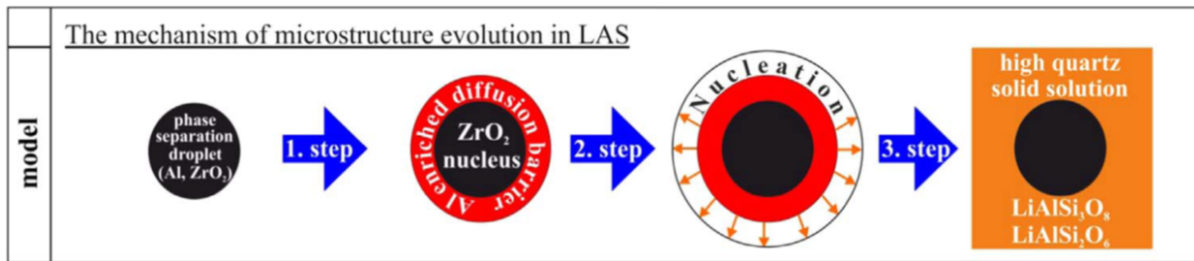 The mechanism of microstructure evolution in LAS
model
phase
separation
droplet
(Al, ZrO₂)
1. step
Al enriched diffusion barrier
ZrO₂
nucleus
2. step
Nucleation
3. step
high quartz
solid solution
LiAlSi₃O₈
LiAlSi₂O₆